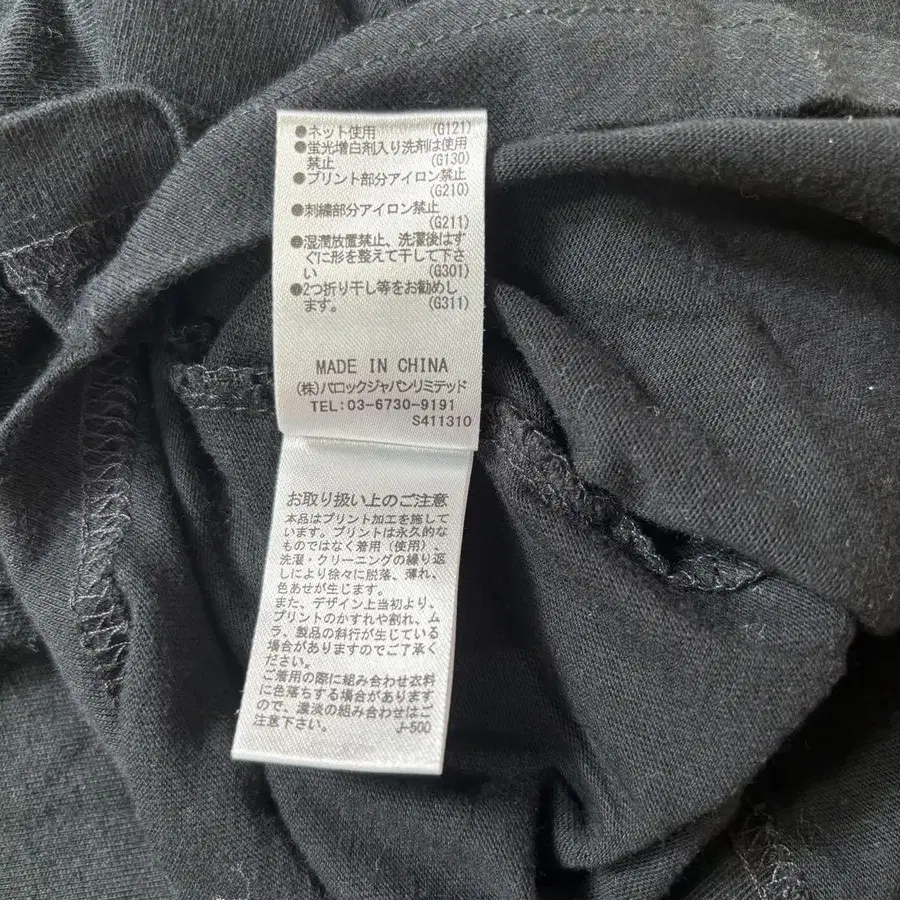 ●ネット使用 (G121)
●蛍光増白剤入り洗剤は使用
禁止 (G130)
●プリント部分アイロン禁止
(G210)
●刺繍部分アイロン禁止
(G211)
●湿潤放置禁止、洗濯後はす
ぐに形を整えて干して下さ
い (G301)
●2つ折り干し等をお勧めし
ます。 (G311)
MADE IN CHINA
(株)バロックジャパンリミテッド
TEL:03-6730-9191
S411310
お取り扱い上のご注意
本品はプリント加工を施して
います。プリントは永久的な
ものではなく着用(使用)、
洗濯・クリーニングの繰り返
しにより徐々に脱落、薄れ、
色あせが生じます。
また、デザイン上当初より、
プリントのかすれや割れ、ム
ラ、製品の斜行が生じている
場合がありますのでご了承く
ださい。
ご着用の際に組み合わせ衣料
に色落ちする場合があります
ので、濃淡の組み合わせはご
注意下さい。 J-500